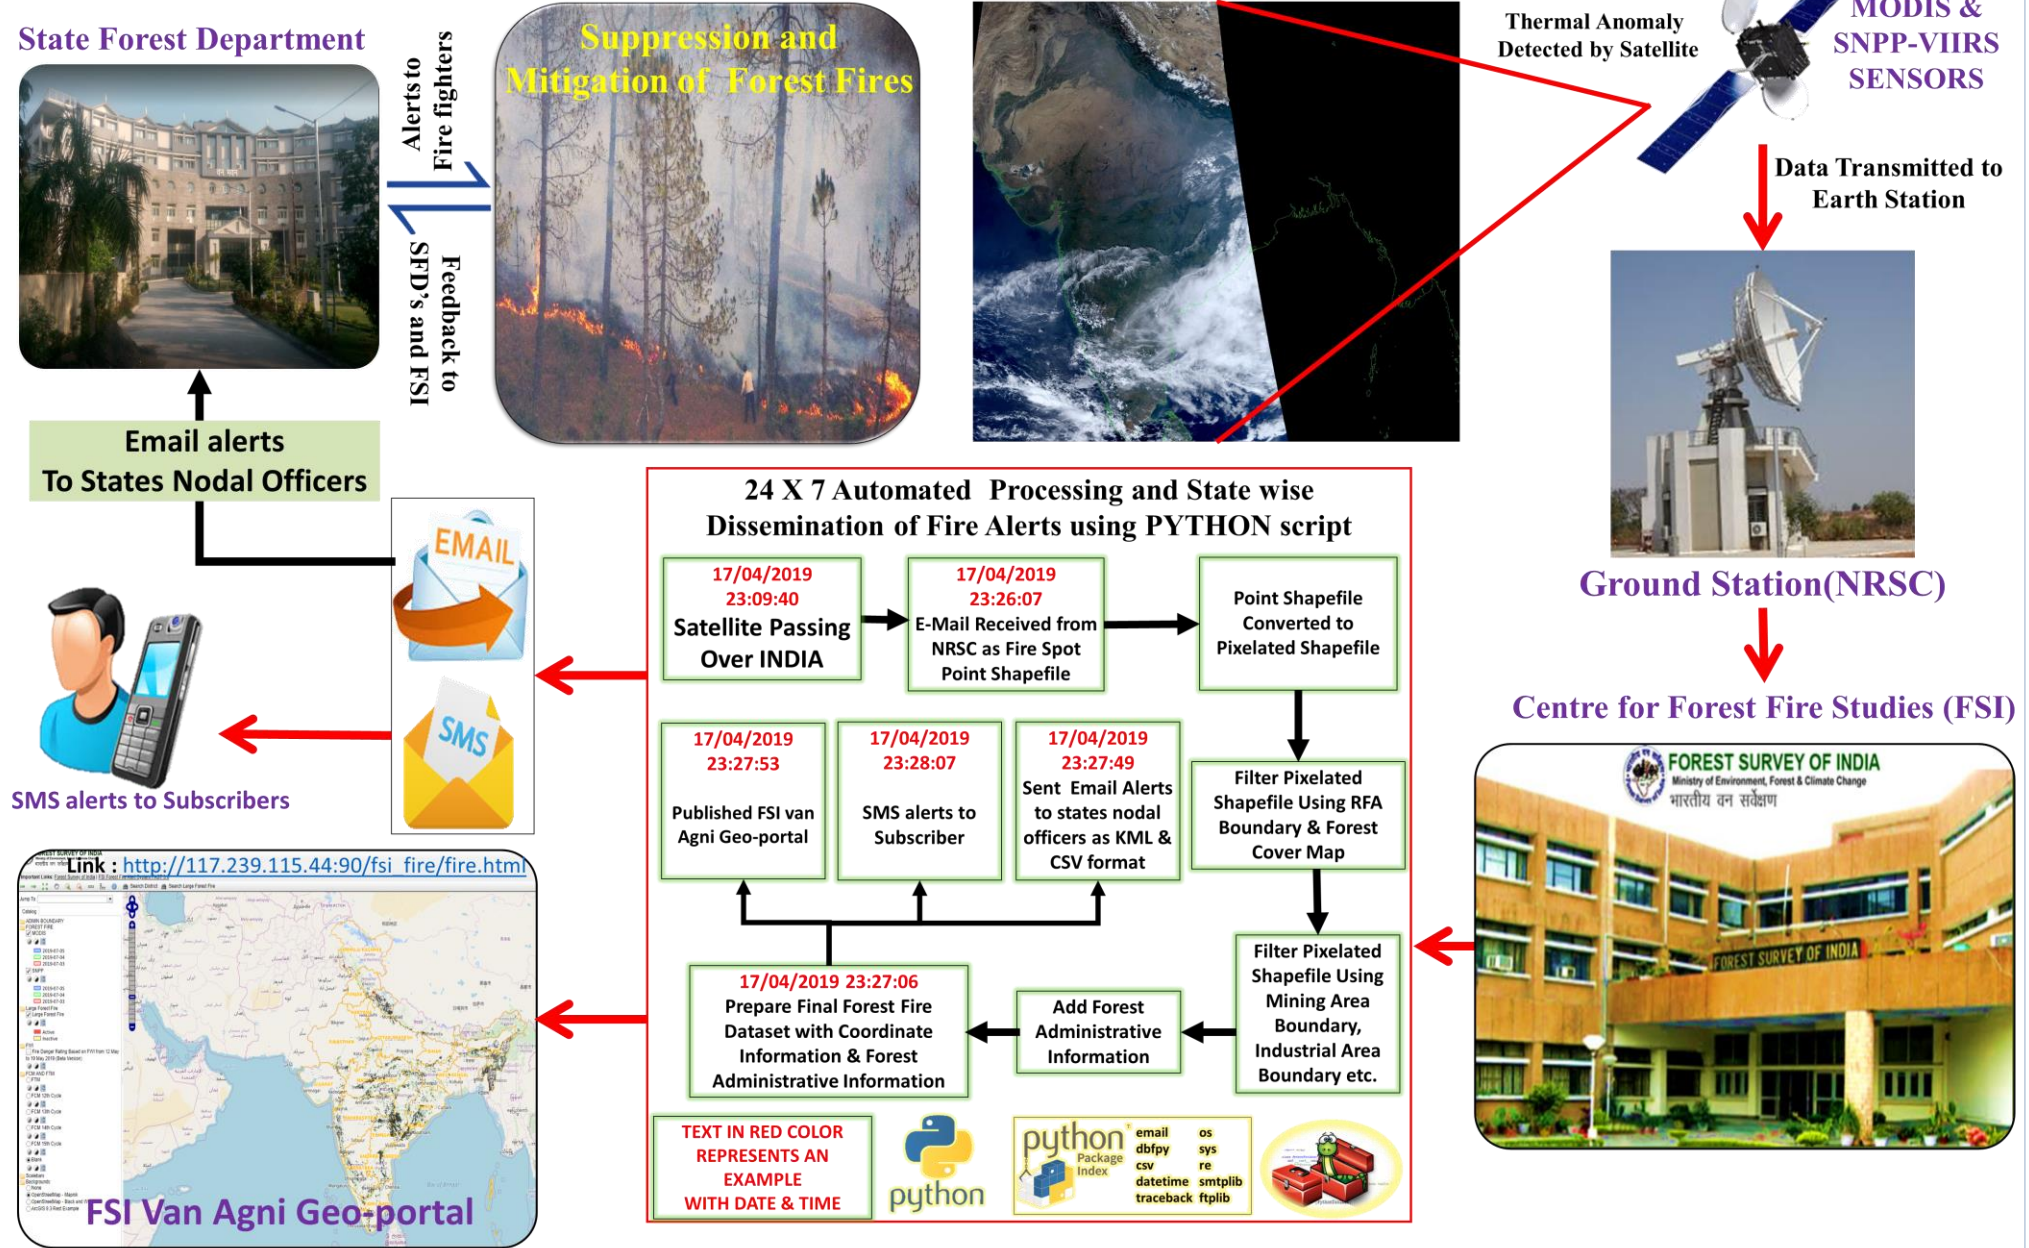 State Forest Department
Alerts to
Fire fighters
Feedback to
SFD's and FSI
Suppression and
Mitigation of Forest Fires
Thermal Anomaly
Detected by Satellite
MODIS &
SNPP-VIIRS
SENSORS
Data Transmitted to
Earth Station
Ground Station(NRSC)
Centre for Forest Fire Studies (FSI)
FOREST SURVEY OF INDIA
Ministry of Environment, Forest & Climate Change
भारतीय वन सर्वेक्षण
FOREST SURVEY OF INDIA
Email alerts
To States Nodal Officers
EMAIL
SMS
SMS alerts to Subscribers
24 X 7 Automated Processing and State wise
Dissemination of Fire Alerts using PYTHON script
17/04/2019
23:09:40
Satellite Passing
Over INDIA
17/04/2019
23:26:07
E-Mail Received from
NRSC as Fire Spot
Point Shapefile
Point Shapefile
Converted to
Pixelated Shapefile
Filter Pixelated
Shapefile Using RFA
Boundary & Forest
Cover Map
Filter Pixelated
Shapefile Using
Mining Area
Boundary,
Industrial Area
Boundary etc.
Add Forest
Administrative
Information
17/04/2019 23:27:06
Prepare Final Forest Fire
Dataset with Coordinate
Information & Forest
Administrative Information
17/04/2019
23:27:53
Published FSI van
Agni Geo-portal
17/04/2019
23:28:07
SMS alerts to
Subscriber
17/04/2019
23:27:49
Sent Email Alerts
to states nodal
officers as KML &
CSV format
TEXT IN RED COLOR
REPRESENTS AN
EXAMPLE
WITH DATE & TIME
python
python
Package
Index
email os
dbfpy sys
csv re
datetime smtplib
traceback ftplib
Link : http://117.239.115.44:90/fsi_fire/fire.html
FSI Van Agni Geo-portal